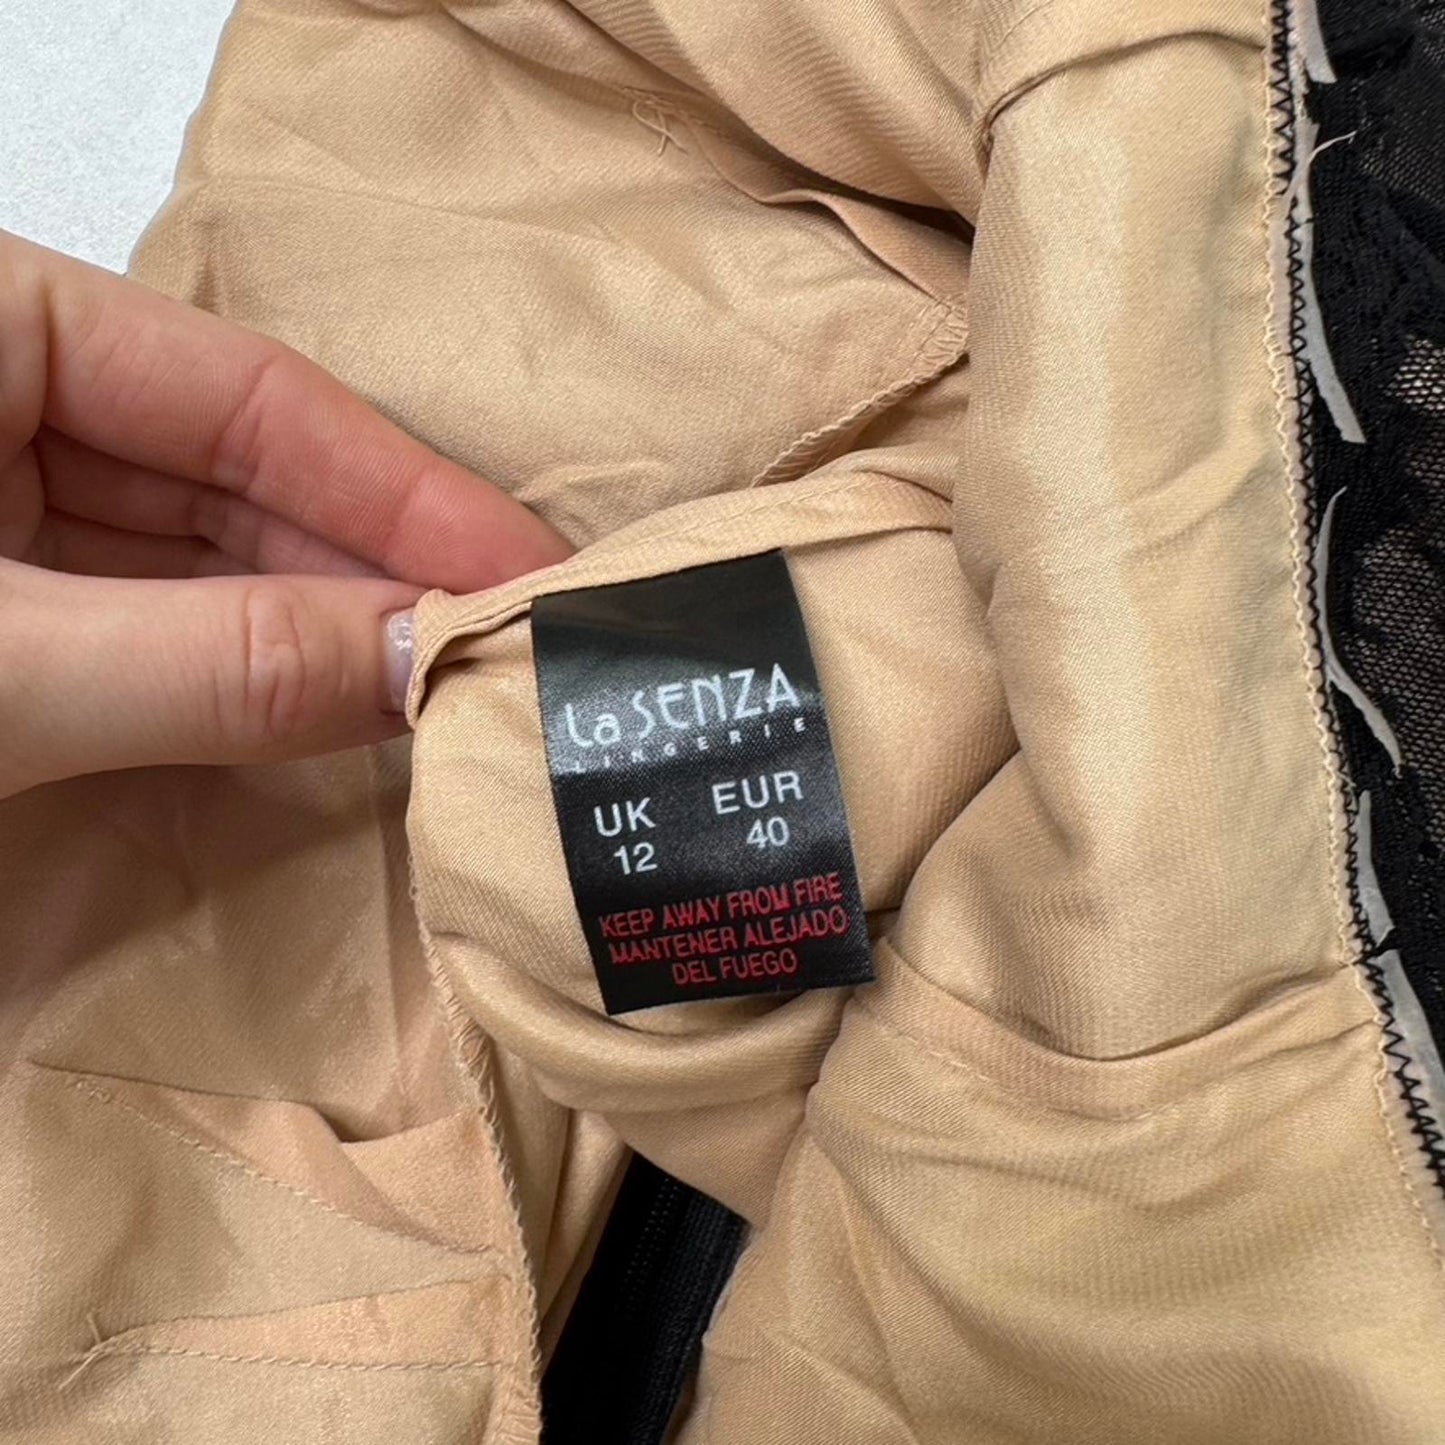 La SENZA
LINGERIE
UK EUR
12 40
KEEP AWAY FROM FIRE
MANTENER ALEJADO
DEL FUEGO